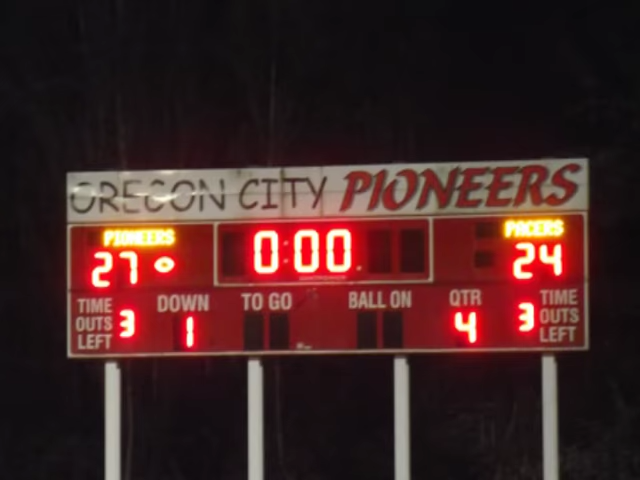 OREGON CITY PIONEERS
PIONEERS 0:00 PACERS
27 24
DOWN TO GO BALL ON QTR
TIME OUTS LEFT 3 1 4 3 TIME OUTS LEFT